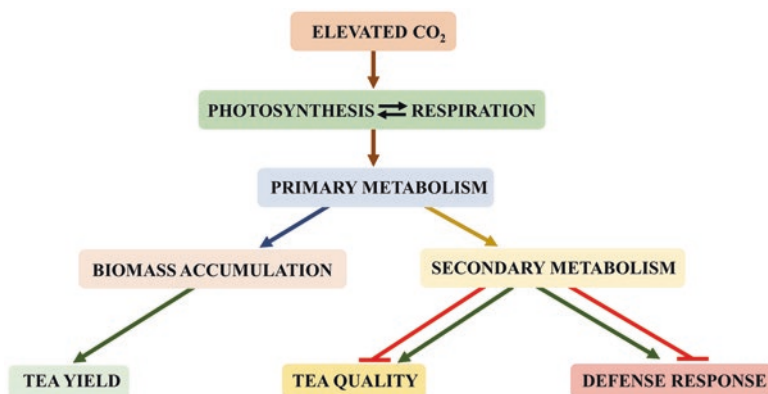 ELEVATED CO₂
PHOTOSYNTHESIS RESPIRATION
PRIMARY METABOLISM
BIOMASS ACCUMULATION SECONDARY METABOLISM
TEA YIELD TEA QUALITY DEFENSE RESPONSE